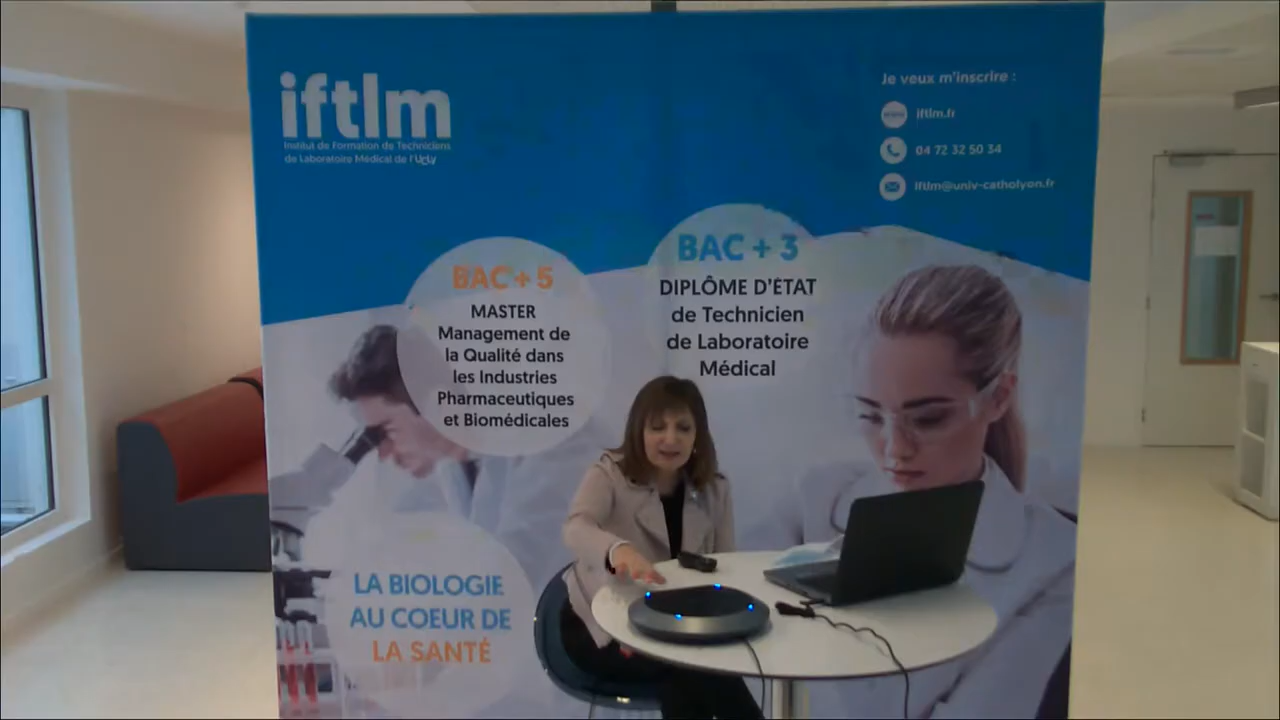 iftlm
Institut de Formation de Techniciens
de Laboratoire Médical de l'UCLy
Je veux m'inscrire :
www
iftlm.fr
04 72 32 50 34
iftlm@univ-catholyon.fr
BAC + 5
MASTER
Management de
la Qualité dans
les Industries
Pharmaceutiques
et Biomédicales
BAC + 3
DIPLÔME D'ÉTAT
de Technicien
de Laboratoire
Médical
LA BIOLOGIE
AU COEUR DE
LA SANTÉ